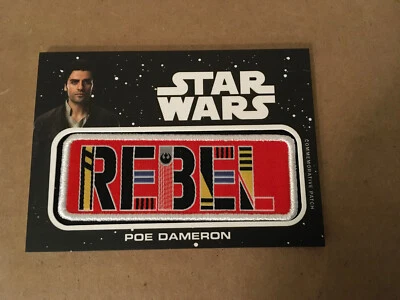 STAR
WARS
REBEL
COMMEMORATIVE PATCH
POE DAMERON